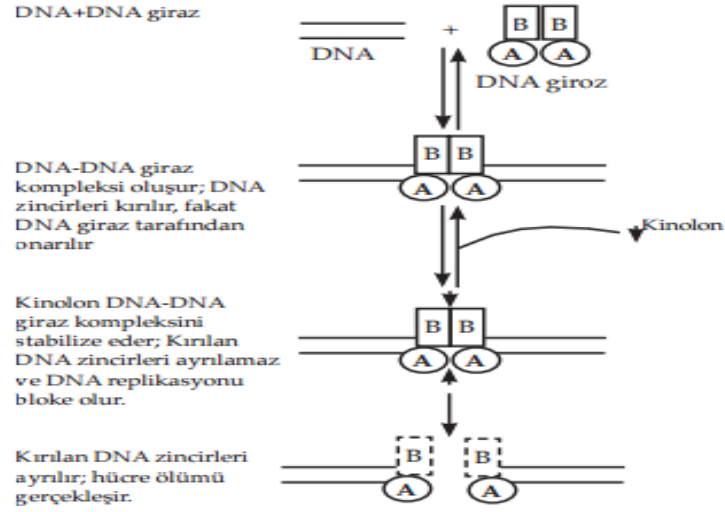 DNA+DNA giraz
B B
+
A A
DNA
DNA giroz
B B
A A
DNA-DNA giraz
kompleksi oluşur; DNA
zincirleri kırılır, fakat
DNA giraz tarafından
onarılır
Kinolon
Kinolon DNA-DNA
giraz kompleksini
stabilize eder; Kırılan
DNA zincirleri ayrılamaz
ve DNA replikasyonu
bloke olur.
B B
A A
Kırılan DNA zincirleri
ayrılır; hücre ölümü
gerçekleşir.
B B
A A